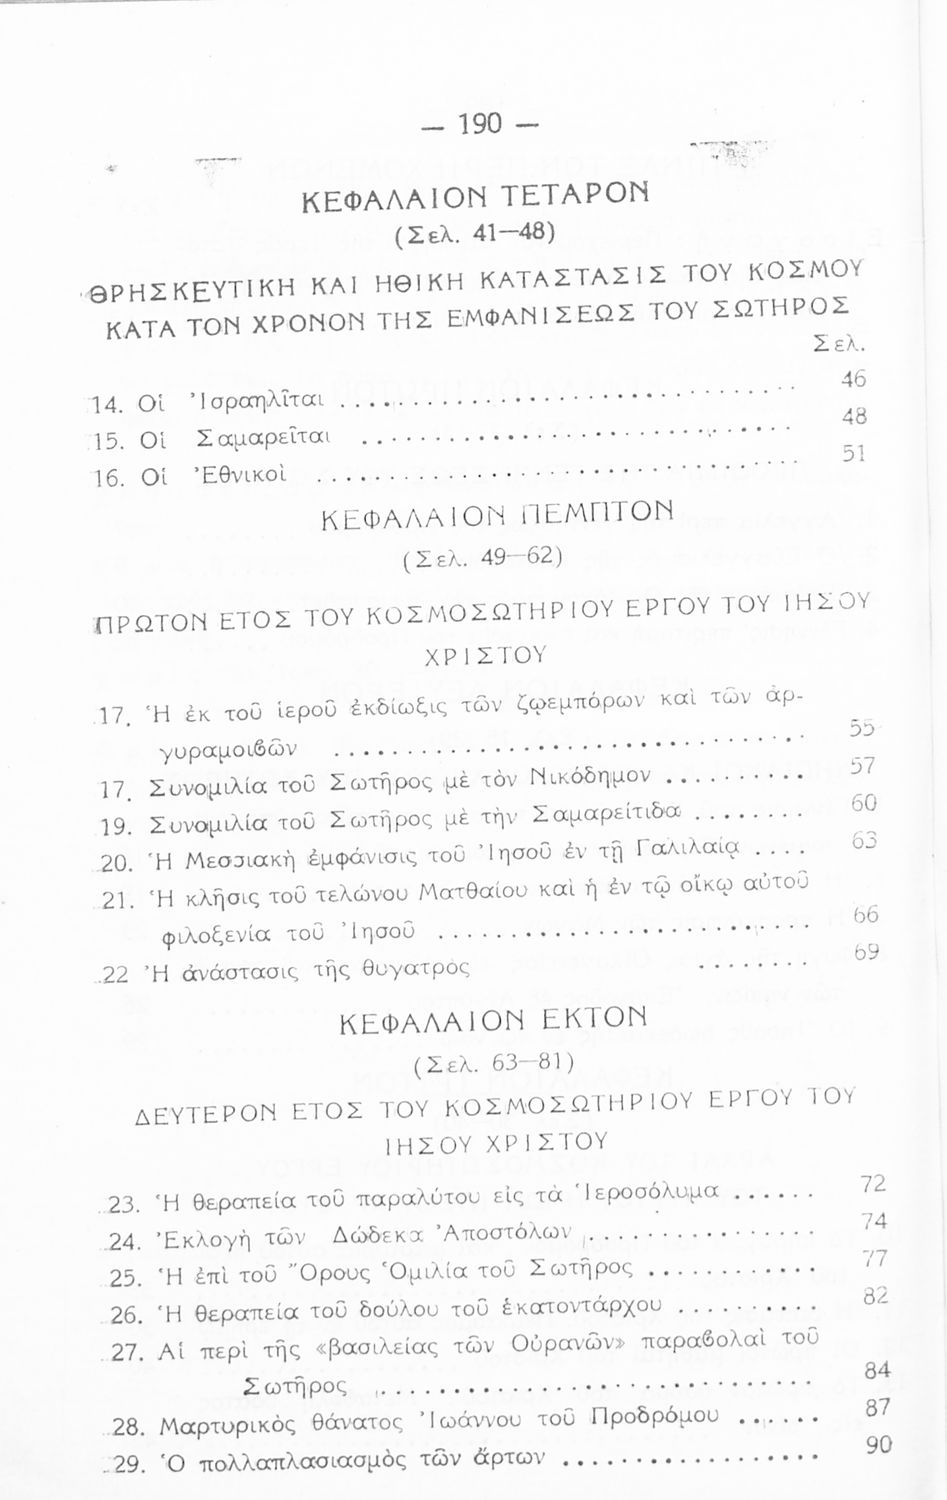 — 190 —
ΚΕΦΑΛΑΙΟΝ ΤΕΤΑΡΟΝ
(Σελ. 41—48)
ΘΡΗΣΚΕΥΤΙΚΗ ΚΑΙ ΗΘΙΚΗ ΚΑΤΑΣΤΑΣΙΣ ΤΟΥ ΚΟΣΜΟΥ
ΚΑΤΑ ΤΟΝ ΧΡΟΝΟΝ ΤΗΣ ΕΜΦΑΝΙΣΕΩΣ ΤΟΥ ΣΩΤΗΡΟΣ
Σελ.
14. Οἱ Ἰσραηλῖται .................................. 46
15. Οἱ Σαμαρεῖται .................................. 48
16. Οἱ Ἐθνικοὶ .................................. 51
ΚΕΦΑΛΑΙΟΝ ΠΕΜΠΤΟΝ
(Σελ. 49—62)
ΠΡΩΤΟΝ ΕΤΟΣ ΤΟΥ ΚΟΣΜΟΣΩΤΗΡΙΟΥ ΕΡΓΟΥ ΤΟΥ ΙΗΣΟΥ
ΧΡΙΣΤΟΥ
17. Ἡ ἐκ τοῦ ἱεροῦ ἐκδίωξις τῶν ζῳεμπόρων καὶ τῶν ἀρ-
γυραμοιϐῶν .................................. 55
17. Συνομιλία τοῦ Σωτῆρος μὲ τὸν Νικόδημον .......... 57
19. Συνομιλία τοῦ Σωτῆρος μὲ τὴν Σαμαρείτιδα ........ 60
20. Ἡ Μεσσιακὴ ἐμφάνισις τοῦ Ἰησοῦ ἐν τῇ Γαλιλαίᾳ .... 63
21. Ἡ κλῆσις τοῦ τελώνου Ματθαίου καὶ ἡ ἐν τῷ οἴκῳ αὐτοῦ
φιλοξενία τοῦ Ἰησοῦ ........................... 66
22 Ἡ ἀνάστασις τῆς θυγατρὸς ........ 69
ΚΕΦΑΛΑΙΟΝ ΕΚΤΟΝ
(Σελ. 63—81)
ΔΕΥΤΕΡΟΝ ΕΤΟΣ ΤΟΥ ΚΟΣΜΟΣΩΤΗΡΙΟΥ ΕΡΓΟΥ ΤΟΥ
ΙΗΣΟΥ ΧΡΙΣΤΟΥ
23. Ἡ θεραπεία τοῦ παραλύτου εἰς τὰ Ἱεροσόλυμα ...... 72
24. Ἐκλογὴ τῶν Δώδεκα Ἀποστόλων ................. 74
25. Ἡ ἐπὶ τοῦ Ὄρους Ὁμιλία τοῦ Σωτῆρος ............ 77
26. Ἡ θεραπεία τοῦ δούλου τοῦ ἑκατοντάρχου .......... 82
27. Αἱ περὶ τῆς «βασιλείας τῶν Οὐρανῶν» παραϐολαὶ τοῦ
Σωτῆρος .............................. 84
28. Μαρτυρικὸς θάνατος Ἰωάννου τοῦ Προδρόμου ...... 87
29. Ὁ πολλαπλασιασμὸς τῶν ἄρτων .................. 90